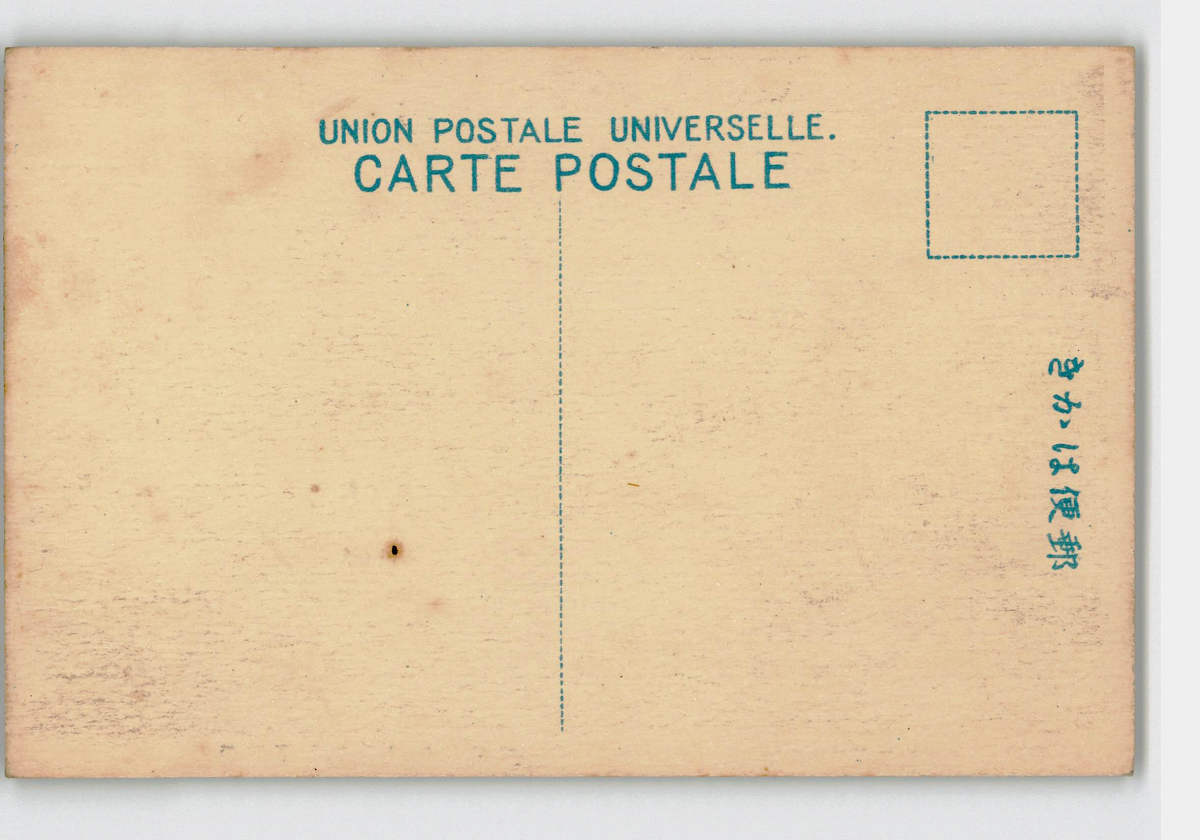 UNION POSTALE UNIVERSELLE.
CARTE POSTALE
郵便はかき